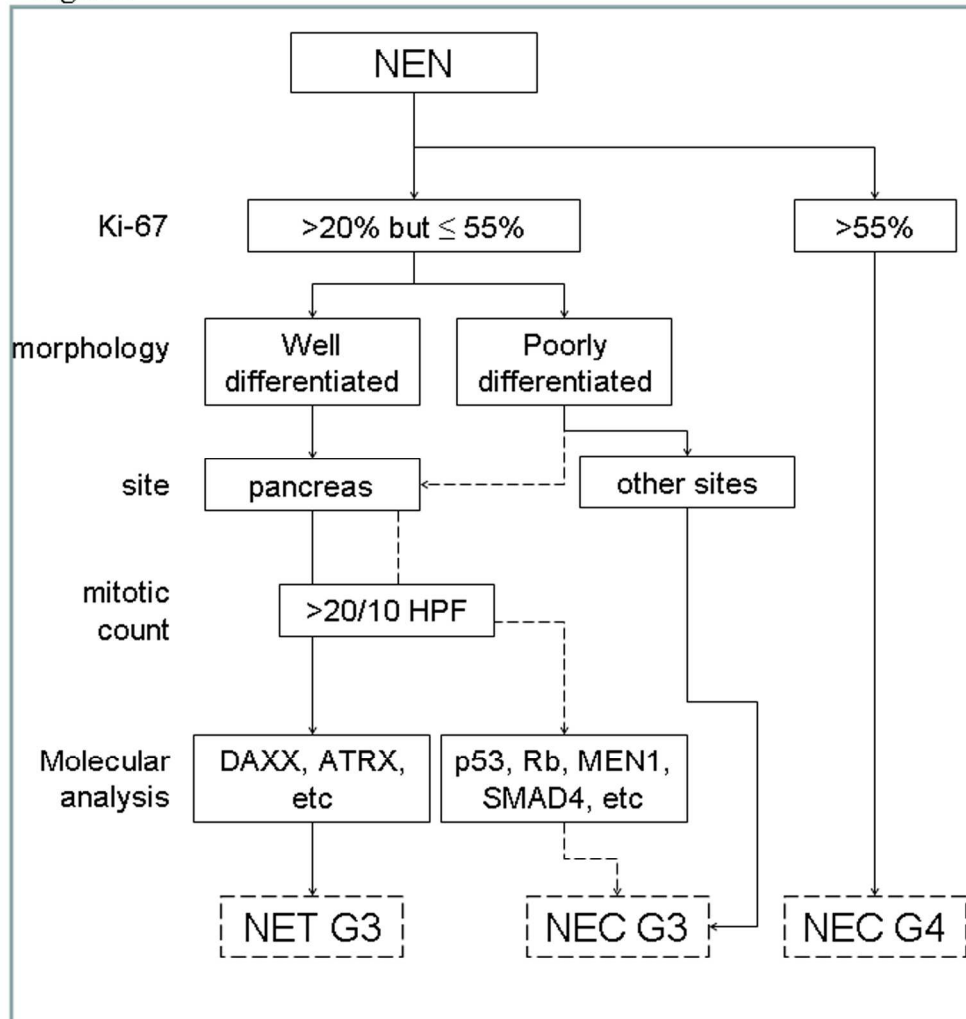 NEN
Ki-67
>20% but ≤ 55%
>55%
morphology
Well
differentiated
Poorly
differentiated
site
pancreas
other sites
mitotic
count
>20/10 HPF
Molecular
analysis
DAXX, ATRX,
etc
p53, Rb, MEN1,
SMAD4, etc
NET G3
NEC G3
NEC G4